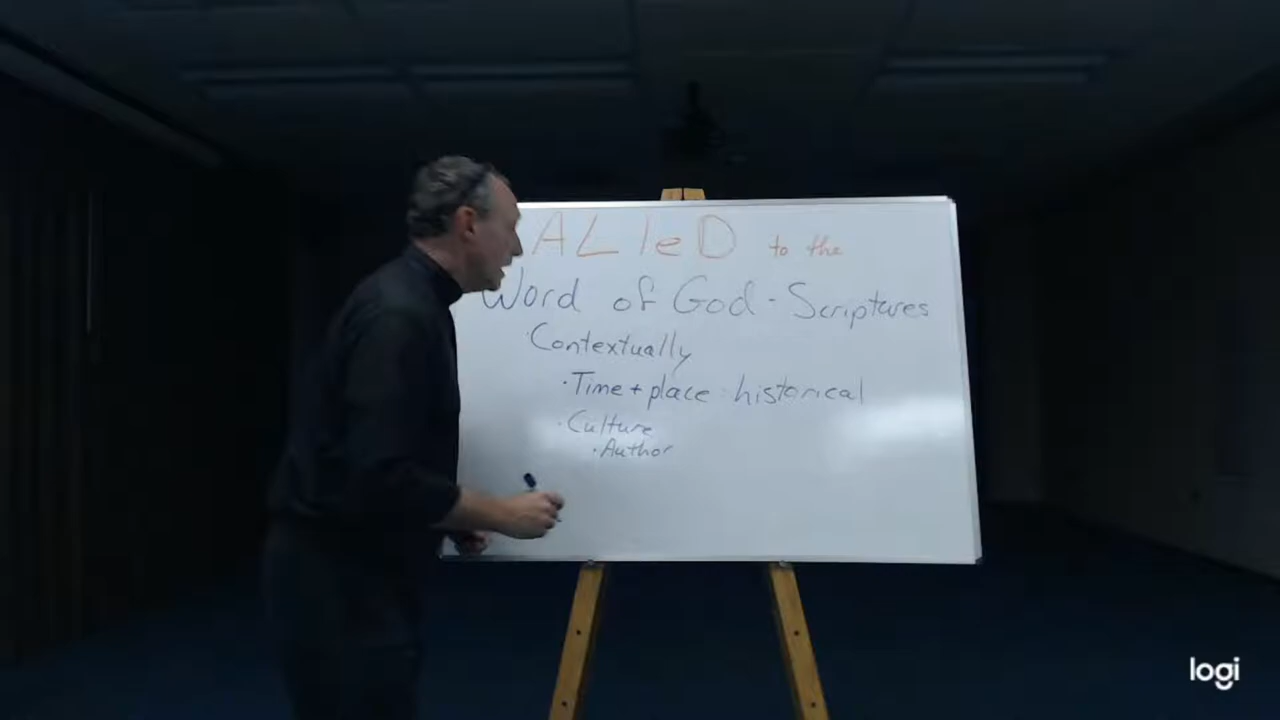 ALIeD to the
Word of God - Scriptures
· Contextually
· Time + place : historical
· Culture
· Author
logi